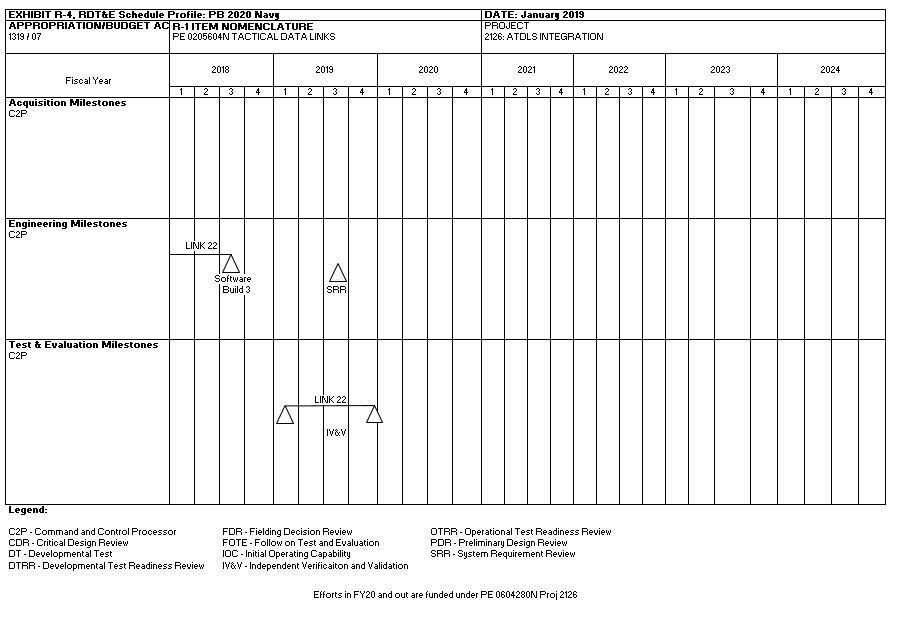 EXHIBIT R-4, RDT&E Schedule Profile: PB 2020 Navy DATE: January 2019
APPROPRIATION/BUDGET AC R-1 ITEM NOMENCLATURE PROJECT
1319 / 07 PE 0205604N TACTICAL DATA LINKS 2126: ATDLS INTEGRATION
Fiscal Year 2018 2019 2020 2021 2022 2023 2024
1 2 3 4 1 2 3 4 1 2 3 4 1 2 3 4 1 2 3 4 1 2 3 4 1 2 3 4
Acquisition Milestones
C2P
Engineering Milestones
C2P
LINK 22
Software
Build 3 SRR
Test & Evaluation Milestones
C2P
LINK 22
IV&V
Legend:
C2P - Command and Control Processor FDR - Fielding Decision Review OTRR - Operational Test Readiness Review
CDR - Critical Design Review FOTE - Follow on Test and Evaluation PDR - Preliminary Design Review
DT - Developmental Test IOC - Initial Operating Capability SRR - System Requirement Review
DTRR - Developmental Test Readiness Review IV&V - Independent Verificaiton and Validation
Efforts in FY20 and out are funded under PE 0604280N Proj 2126